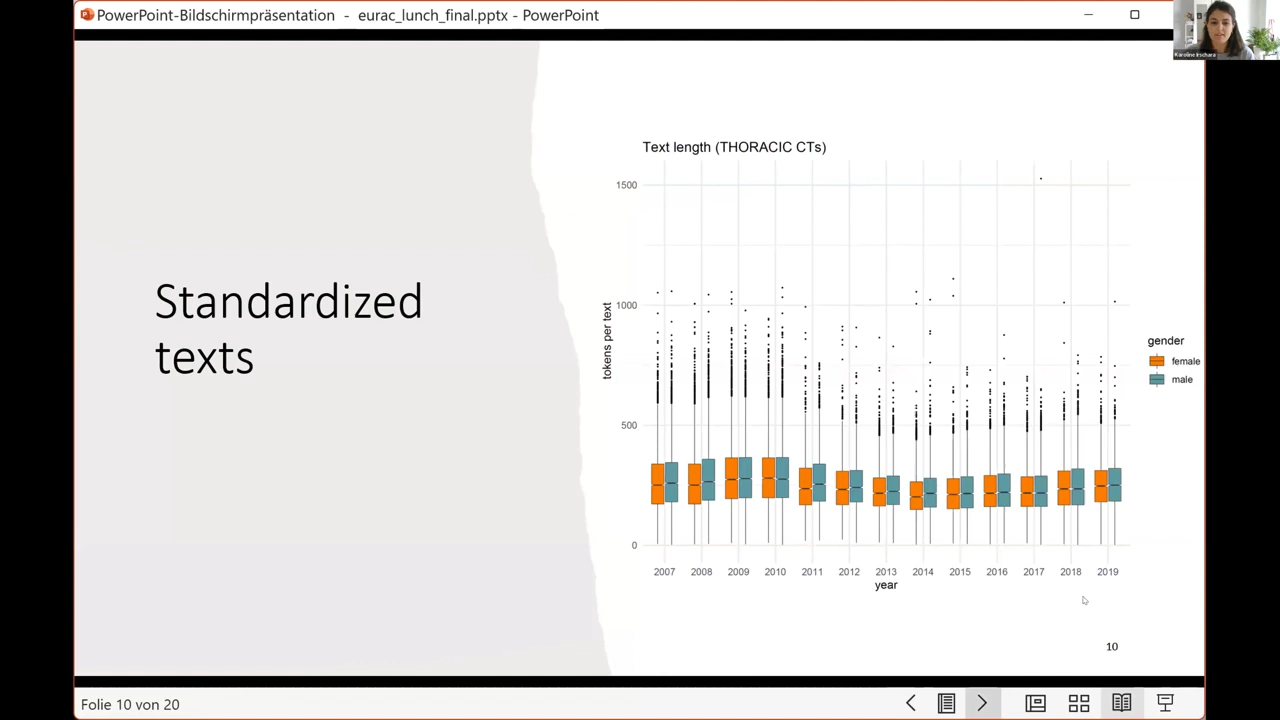 PowerPoint-Bildschirmpräsentation - eurac_lunch_final.pptx - PowerPoint
Standardized
texts
Text length (THORACIC CTs)
1500
1000
500
0
tokens per text
2007 2008 2009 2010 2011 2012 2013 2014 2015 2016 2017 2018 2019
year
gender
female
male
10
Folie 10 von 20